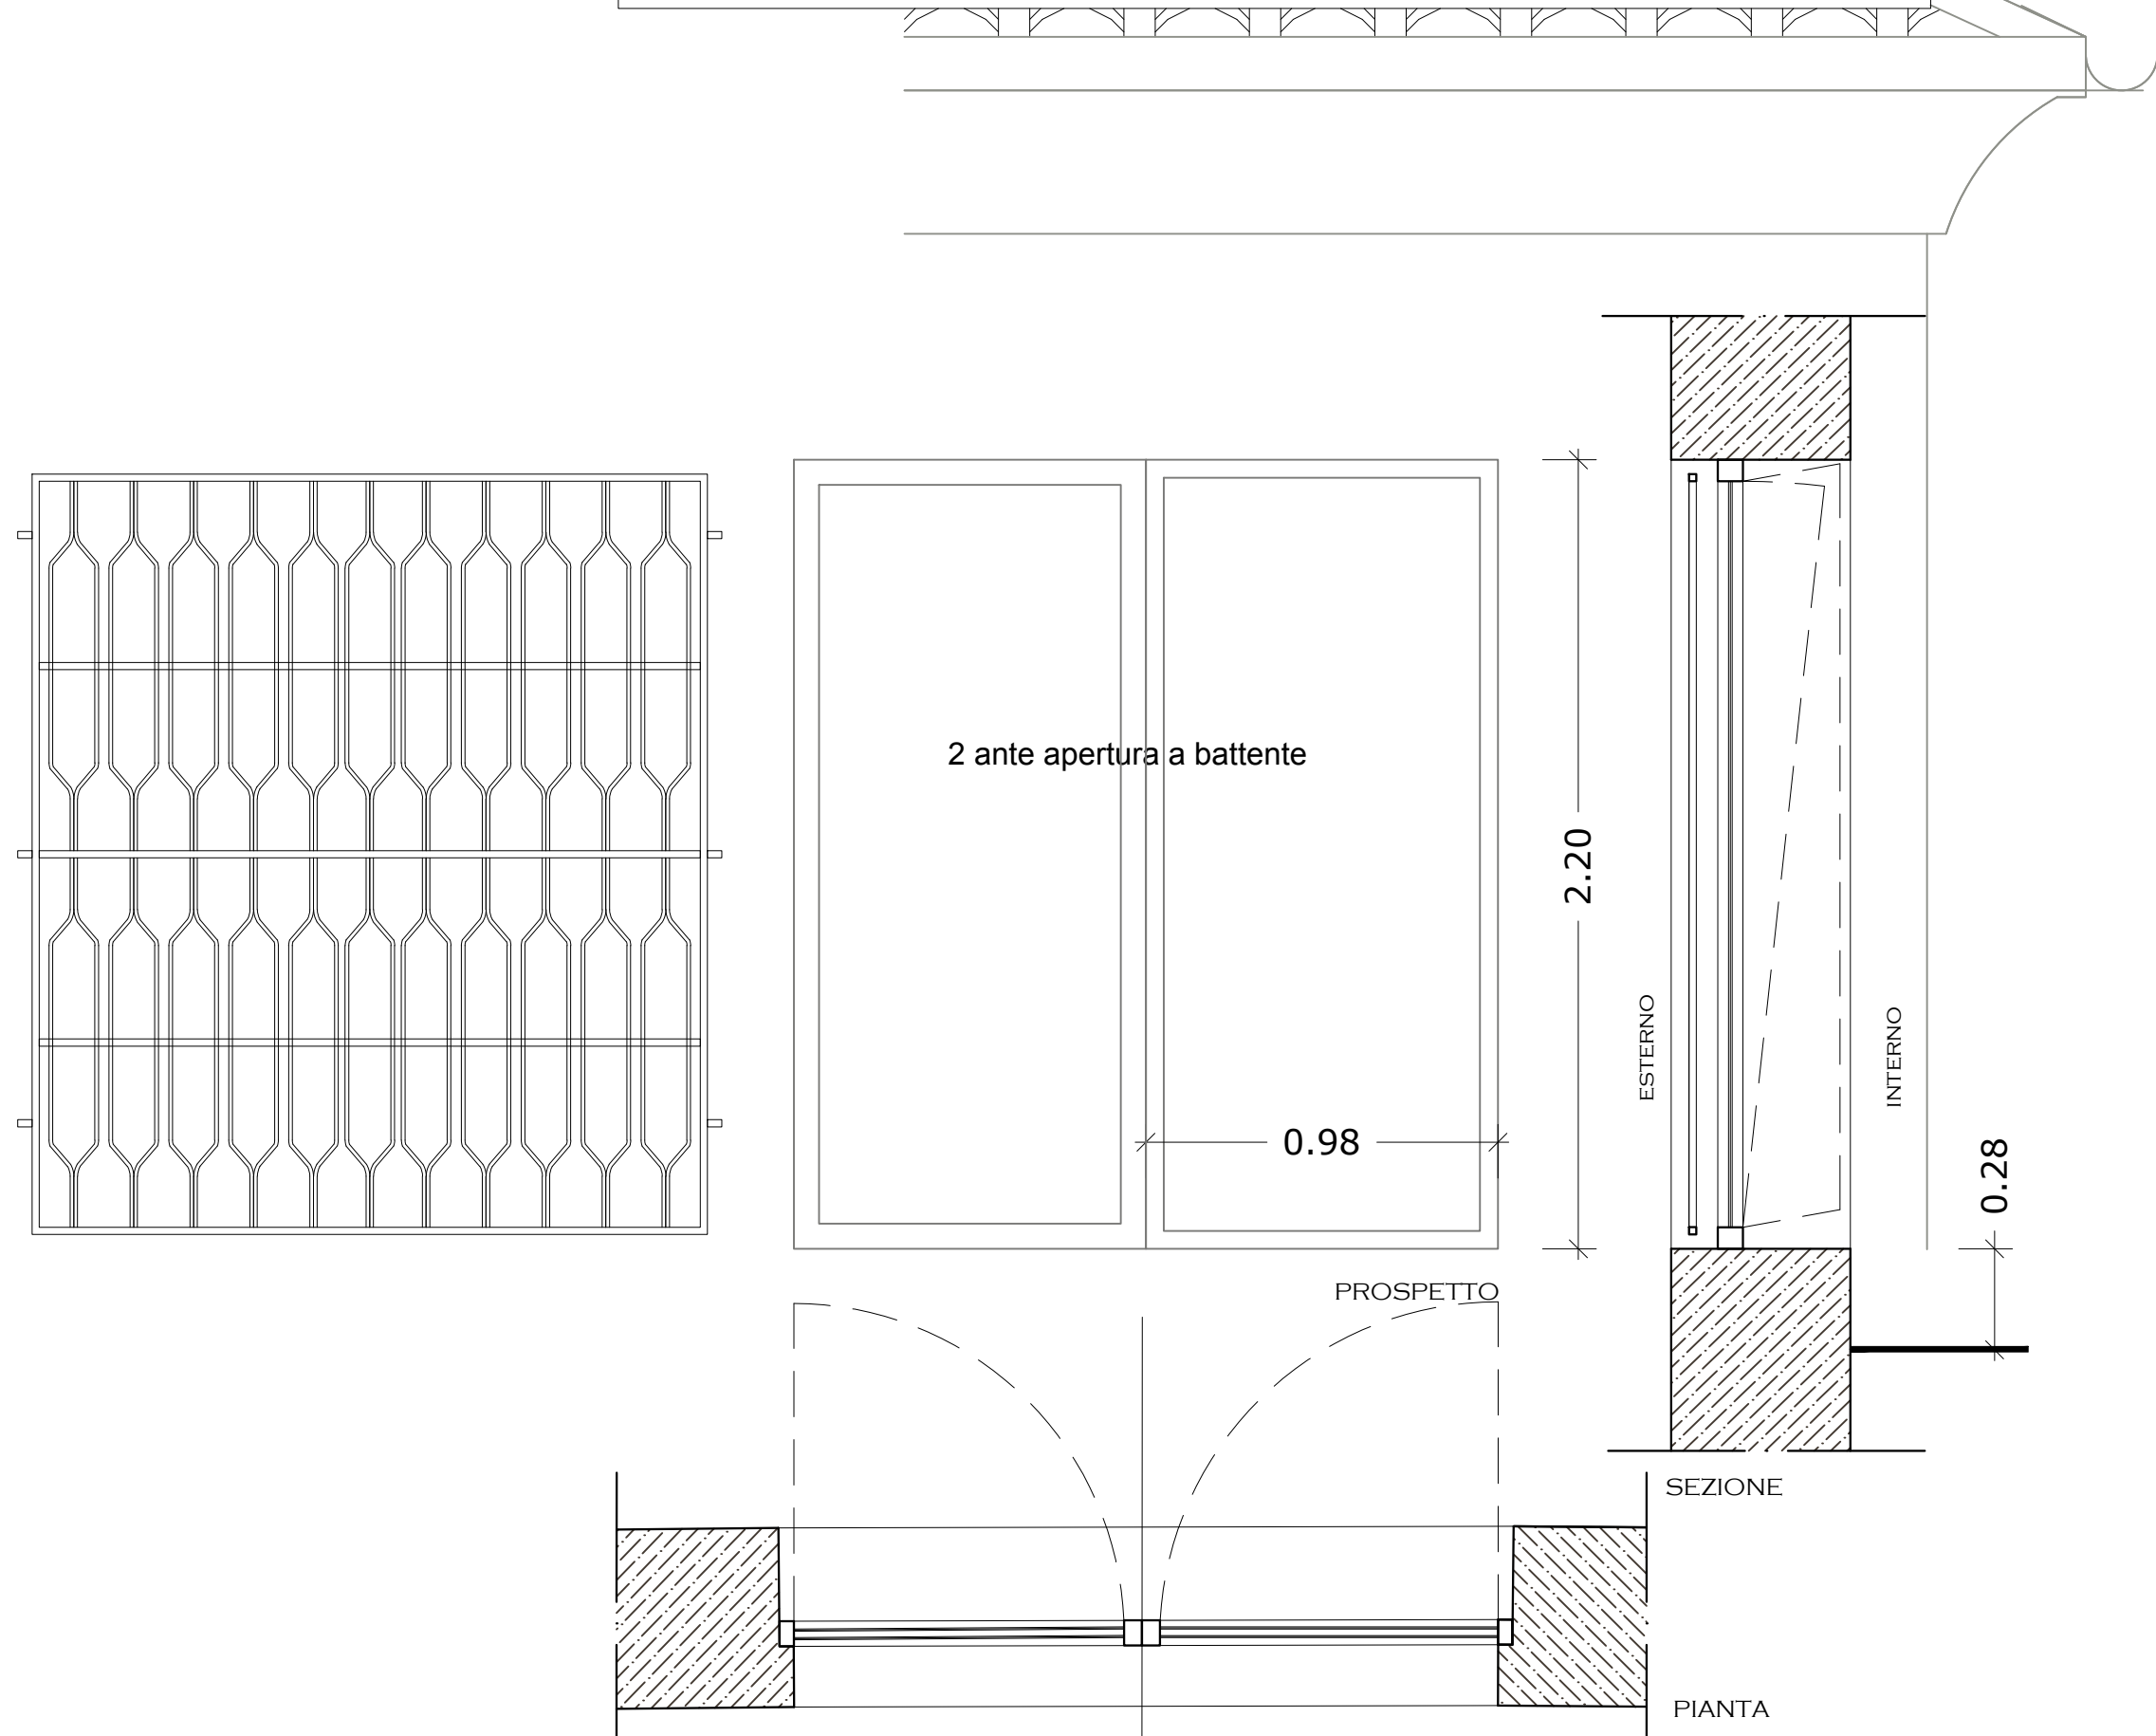 2 ante apertura a battente
2.20
0.98
ESTERNO
INTERNO
0.28
PROSPETTO
SEZIONE
PIANTA